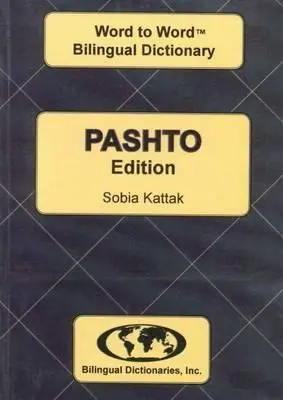 Word to Word™
Bilingual Dictionary
PASHTO
Edition
Sobia Kattak
Bilingual Dictionaries, Inc.